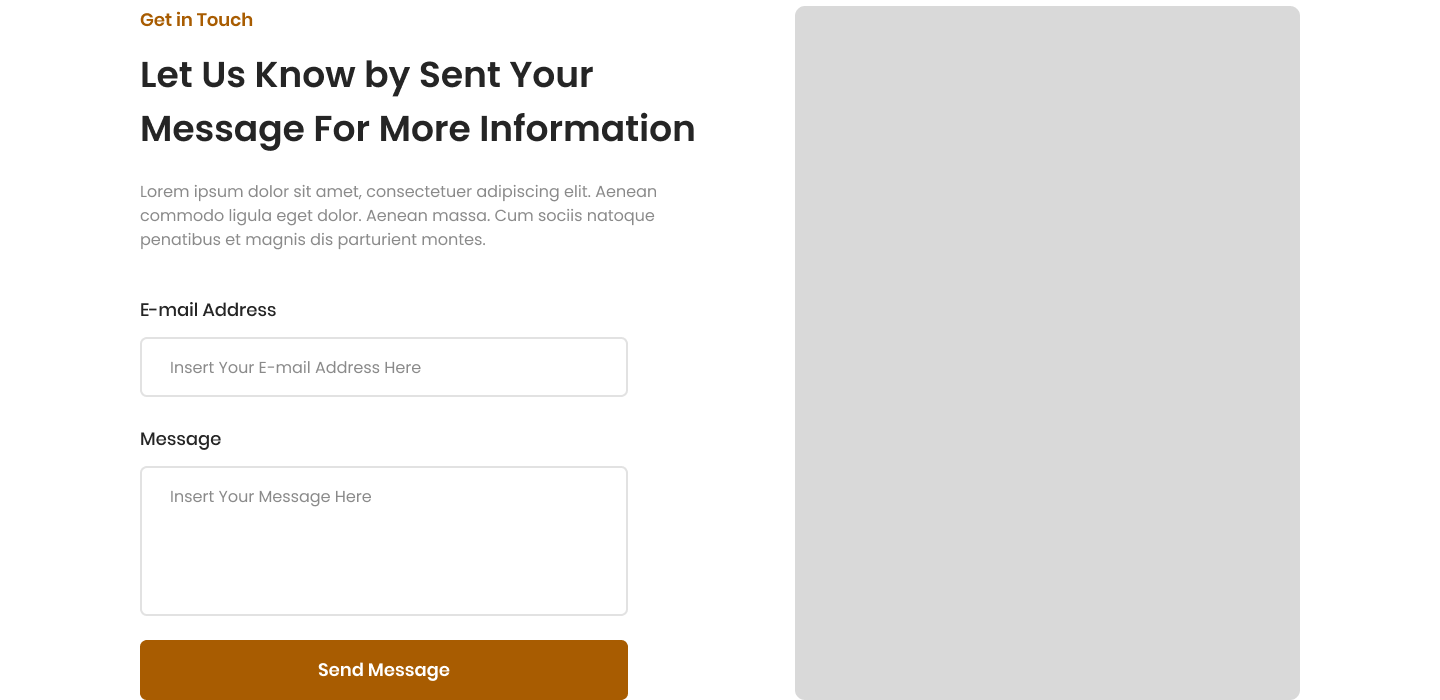 Get in Touch
Let Us Know by Sent Your
Message For More Information
Lorem ipsum dolor sit amet, consectetuer adipiscing elit. Aenean
commodo ligula eget dolor. Aenean massa. Cum sociis natoque
penatibus et magnis dis parturient montes.
E-mail Address
Insert Your E-mail Address Here
Message
Insert Your Message Here
Send Message